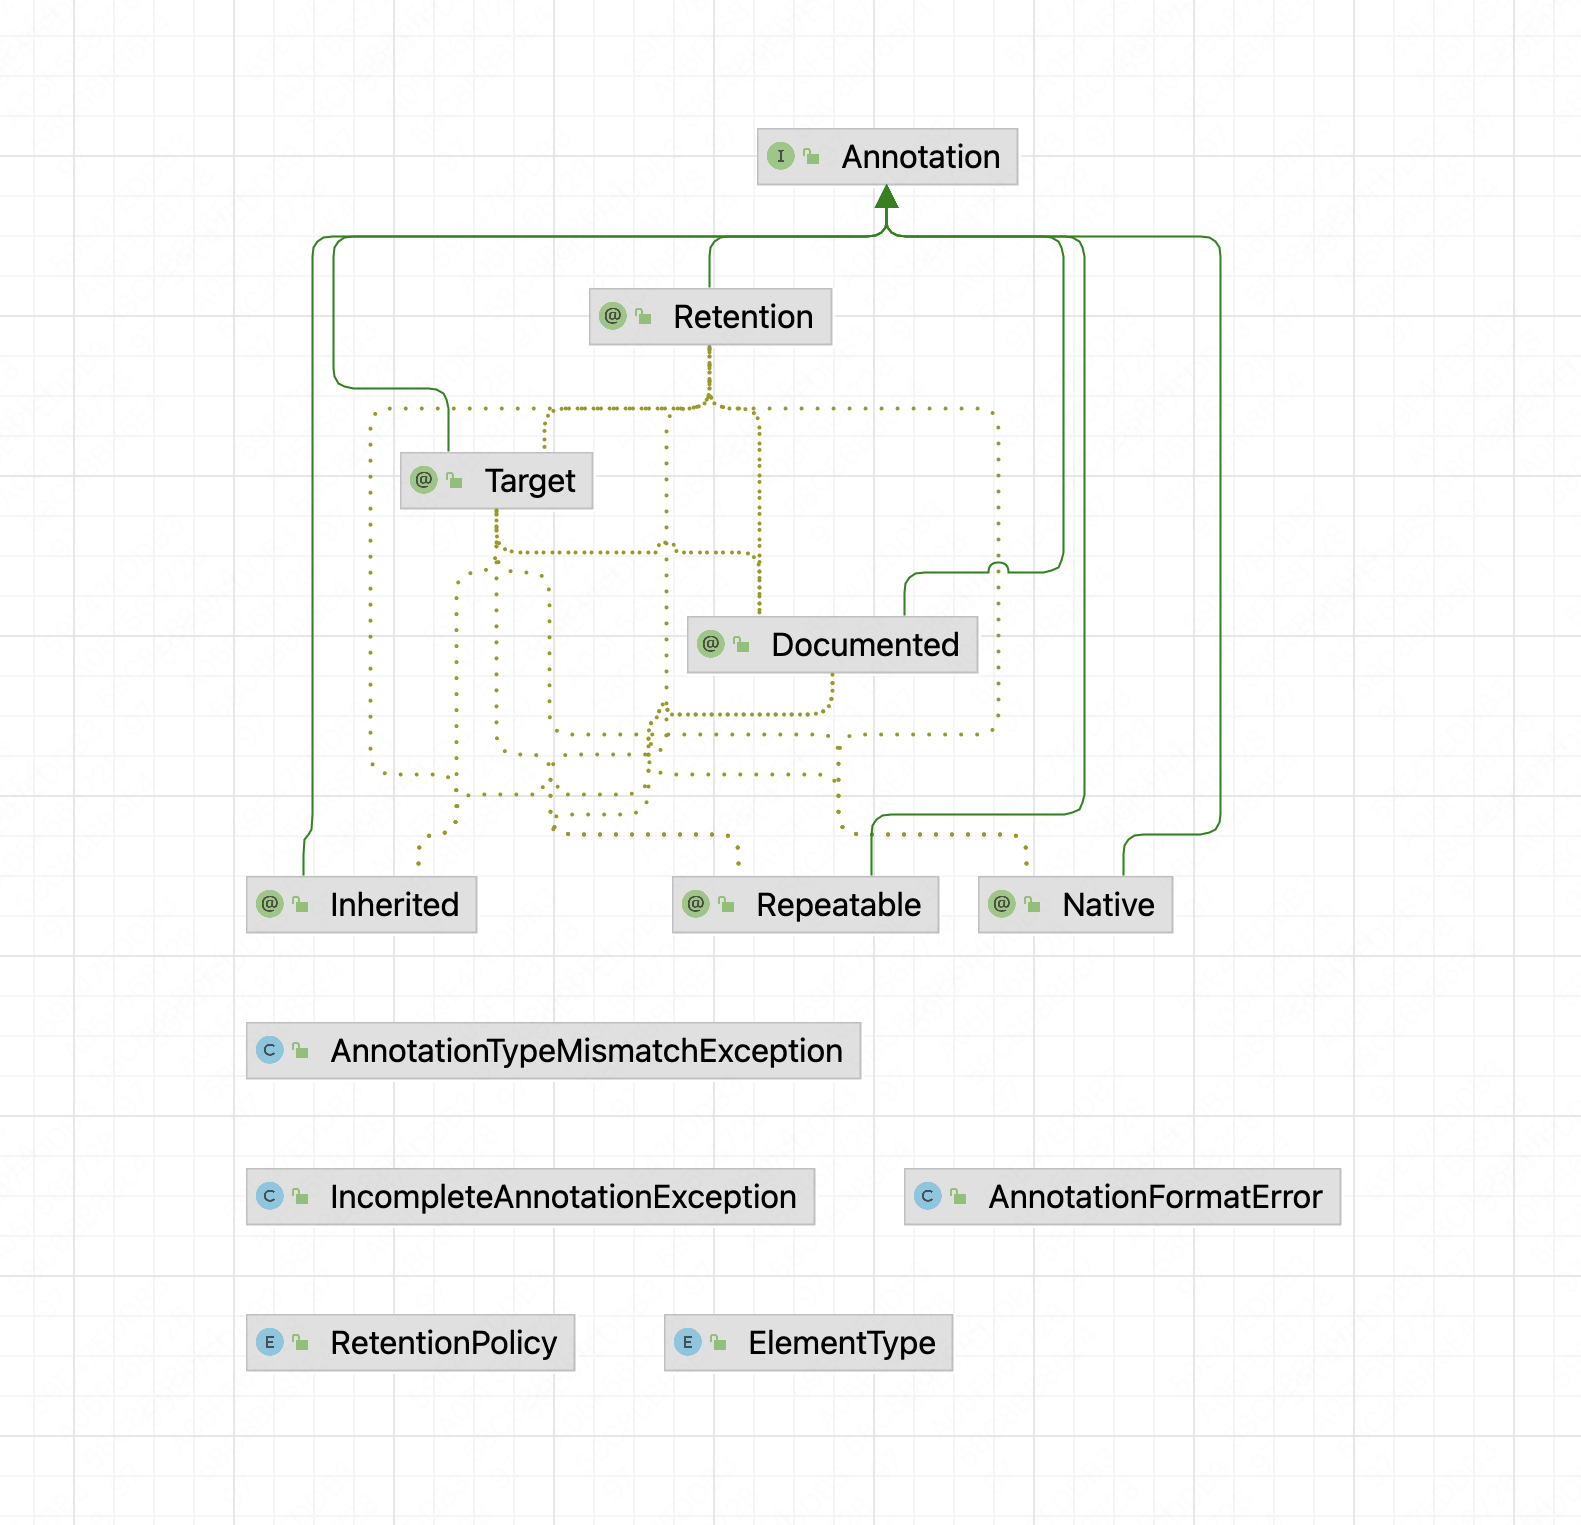 I Annotation
@ Retention
@ Target
@ Documented
@ Inherited
@ Repeatable
@ Native
C AnnotationTypeMismatchException
C IncompleteAnnotationException
C AnnotationFormatError
E RetentionPolicy
E ElementType